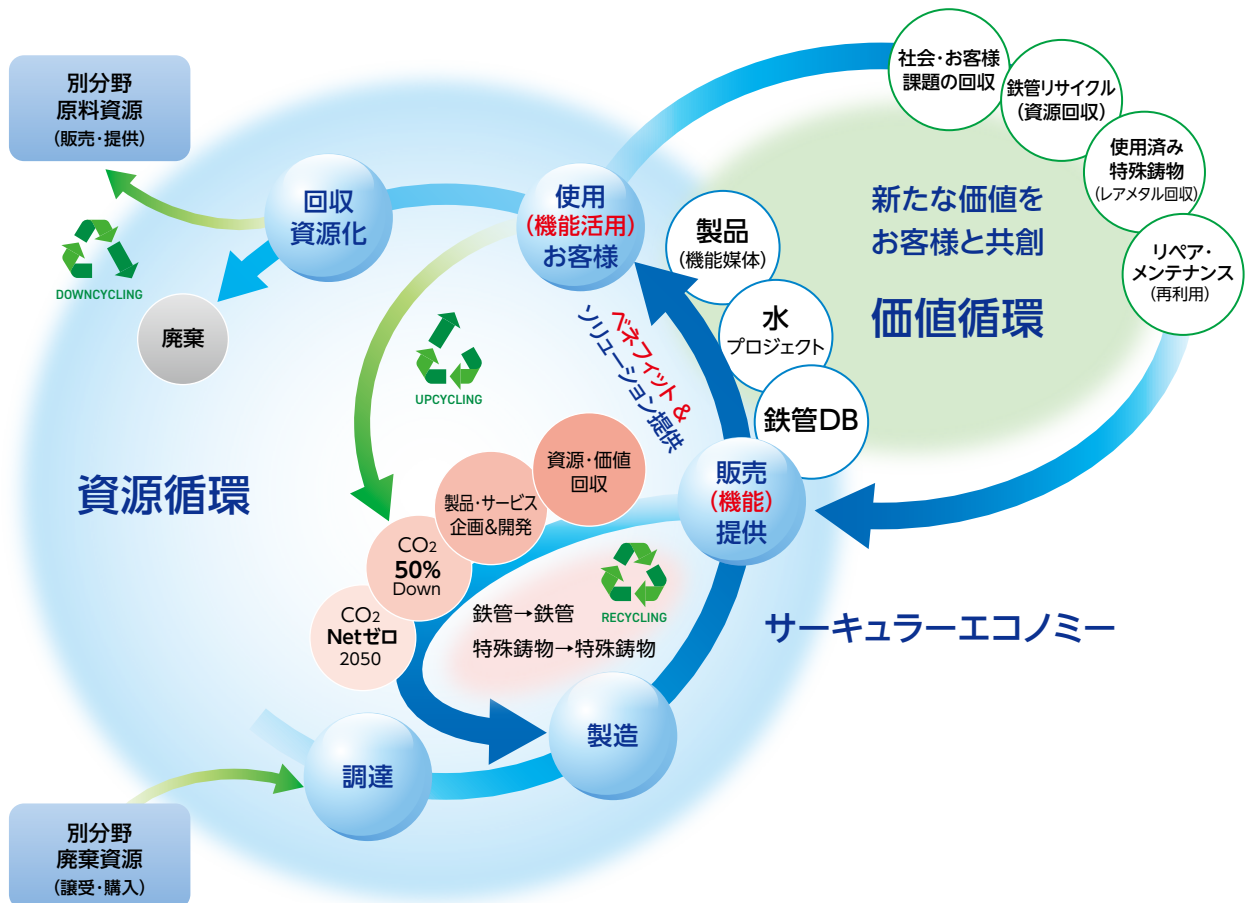 別分野
原料資源
(販売・提供)
DOWNCYCLING
廃棄
回収
資源化
使用
(機能活用)
お客様
UPCYCLING
社会・お客様
課題の回収
鉄管リサイクル
(資源回収)
使用済み
特殊鋳物
(レアメタル回収)
リペア・
メンテナンス
(再利用)
新たな価値を
お客様と共創
価値循環
製品
(機能媒体)
水
プロジェクト
鉄管DB
ベネフィット&
ソリューション提供
販売
(機能)
提供
資源循環
資源・価値
回収
製品・サービス
企画&開発
CO2
50%
Down
CO2
Netゼロ
2050
RECYCLING
鉄管→鉄管
特殊鋳物→特殊鋳物
サーキュラーエコノミー
製造
調達
別分野
廃棄資源
(譲受・購入)